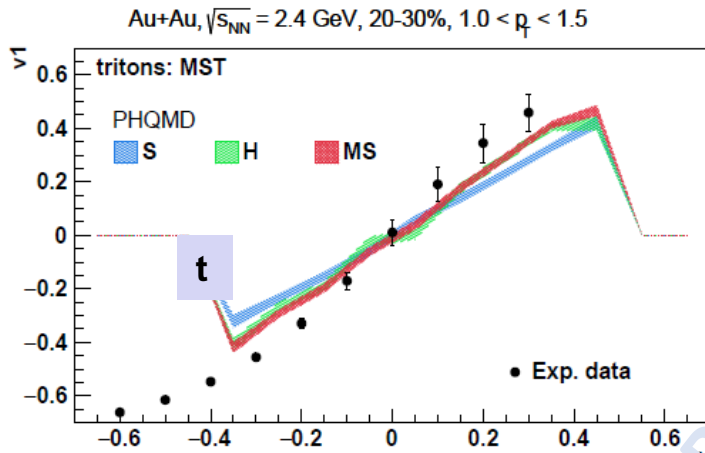 Au+Au, √sNN = 2.4 GeV, 20-30%, 1.0 < pT < 1.5
v1
tritons: MST
PHQMD
S H MS
0.6
0.4
0.2
0
−0.2
−0.4
−0.6
t
Exp. data
−0.6 −0.4 −0.2 0 0.2 0.4 0.6